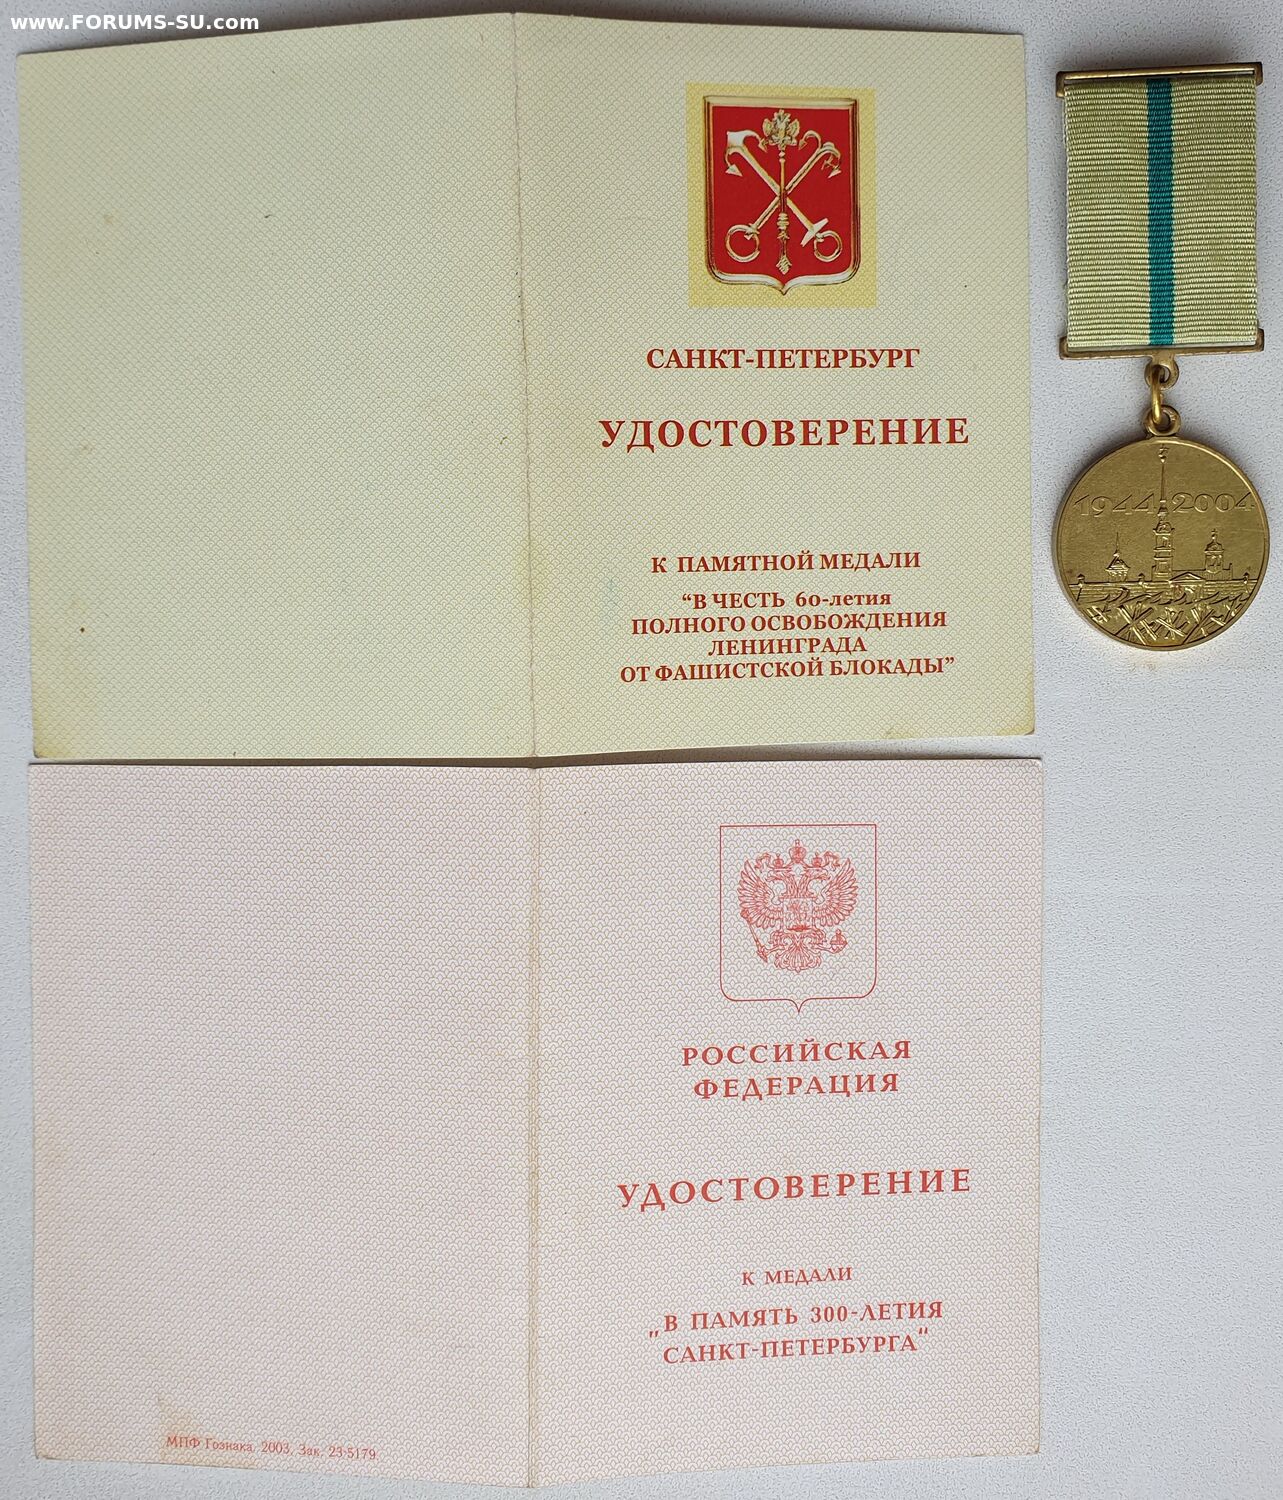 www.FORUMS-SU.com
САНКТ-ПЕТЕРБУРГ
УДОСТОВЕРЕНИЕ
К ПАМЯТНОЙ МЕДАЛИ
“В ЧЕСТЬ 60-летия
ПОЛНОГО ОСВОБОЖДЕНИЯ
ЛЕНИНГРАДА
ОТ ФАШИСТСКОЙ БЛОКАДЫ”
1944 2004
РОССИЙСКАЯ
ФЕДЕРАЦИЯ
УДОСТОВЕРЕНИЕ
К МЕДАЛИ
„В ПАМЯТЬ 300-ЛЕТИЯ
САНКТ-ПЕТЕРБУРГА“
МПФ Гознака. 2003. Зак. 23-5179.